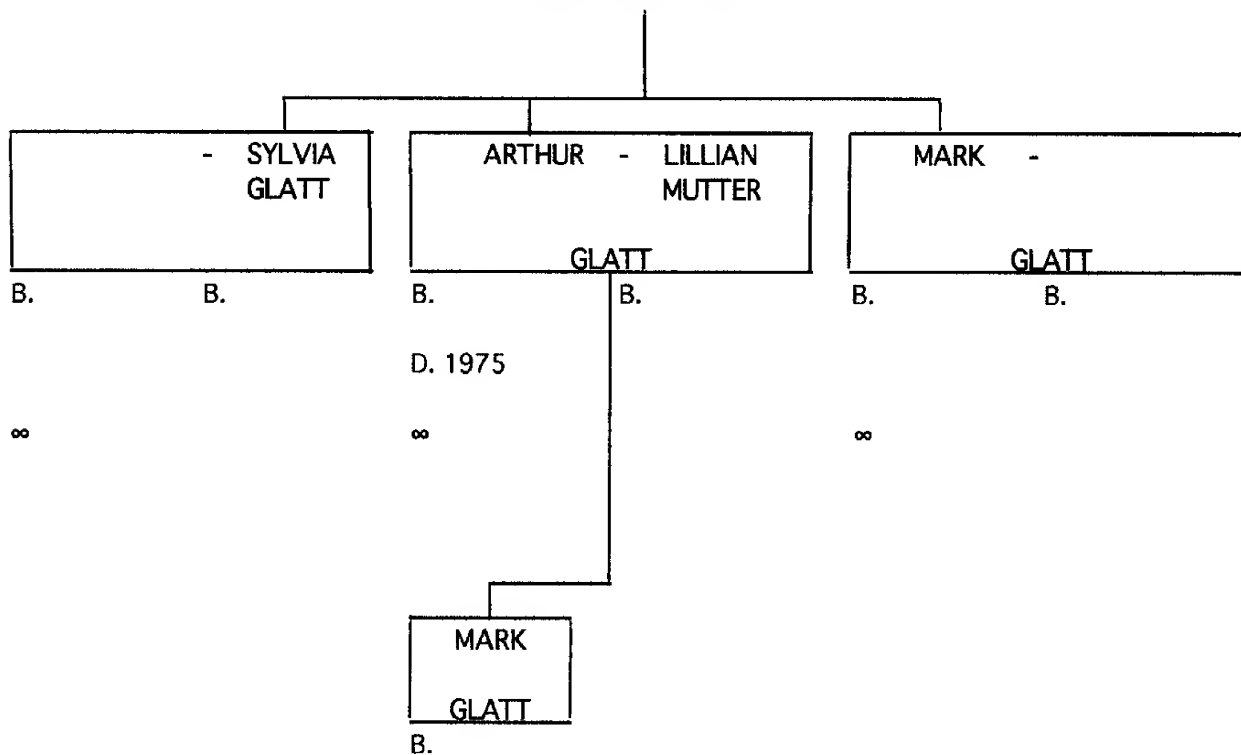 - SYLVIA
GLATT
B. B.
∞
ARTHUR - LILLIAN
MUTTER
GLATT
B. B.
D. 1975
∞
MARK -
GLATT
B. B.
∞
MARK
GLATT
B.